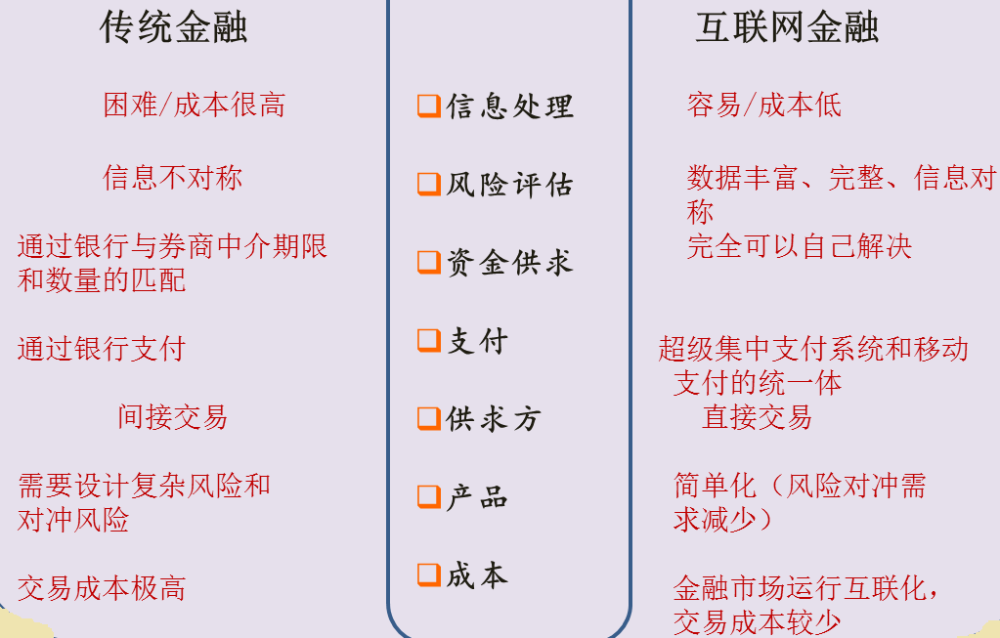 传统金融
互联网金融
困难/成本很高
❑信息处理
容易/成本低
信息不对称
❑风险评估
数据丰富、完整、信息对
称
通过银行与券商中介期限
和数量的匹配
❑资金供求
完全可以自己解决
通过银行支付
❑支付
超级集中支付系统和移动
支付的统一体
间接交易
❑供求方
直接交易
需要设计复杂风险和
对冲风险
❑产品
简单化（风险对冲需
求减少）
交易成本极高
❑成本
金融市场运行互联化，
交易成本较少